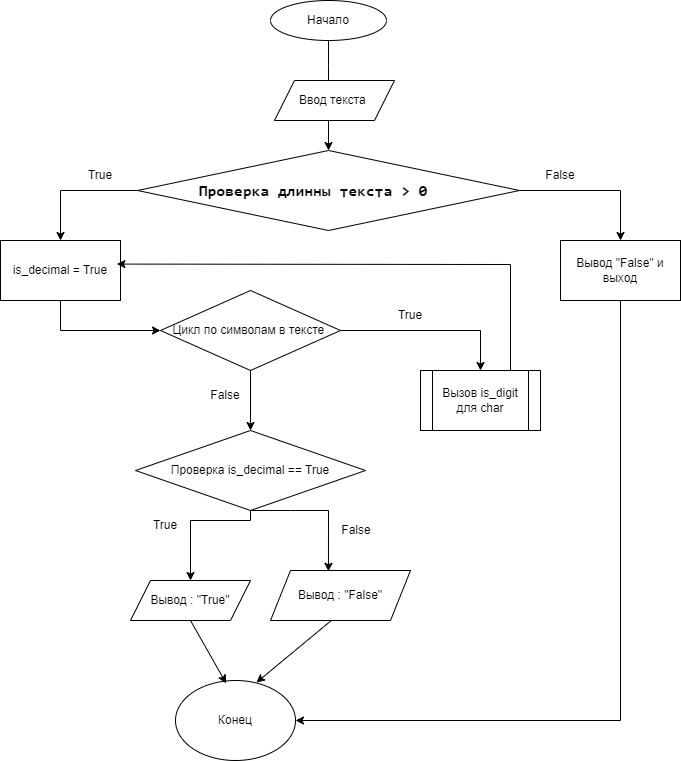 Начало
Ввод текста
True
False
Проверка длинны текста > 0
is_decimal = True
Вывод "False" и
выход
Цикл по символам в тексте
True
Вызов is_digit
для char
False
Проверка is_decimal == True
True
False
Вывод : "True"
Вывод : "False"
Конец